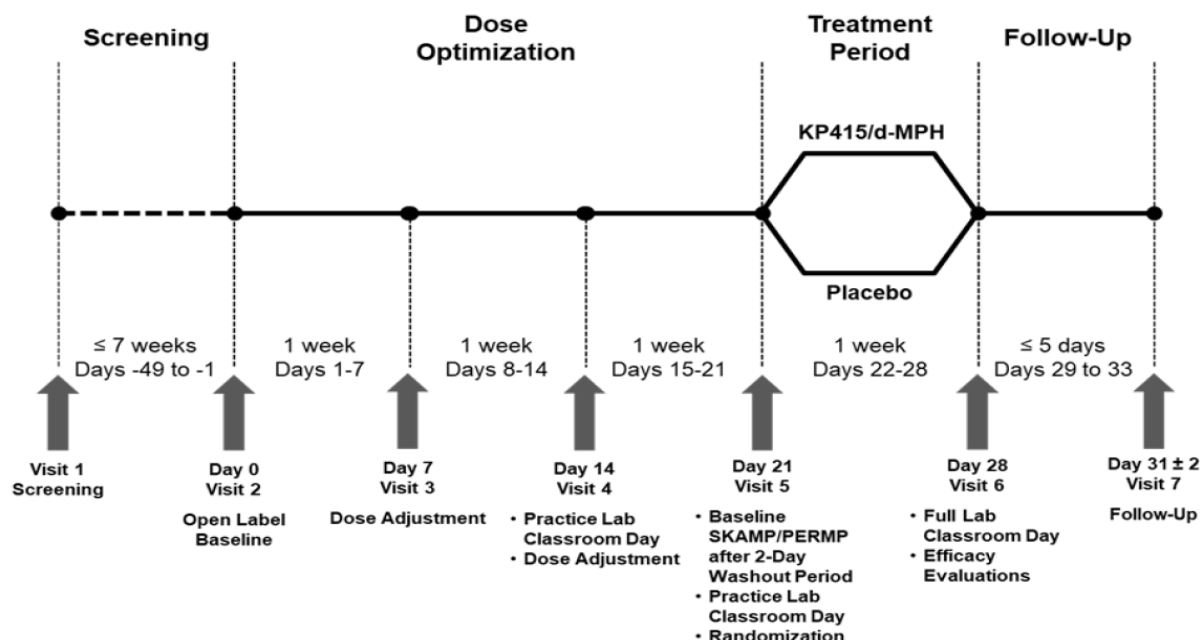 Screening
Dose
Optimization
Treatment
Period
Follow-Up
KP415/d-MPH
Placebo
≤ 7 weeks
Days -49 to -1
1 week
Days 1-7
1 week
Days 8-14
1 week
Days 15-21
1 week
Days 22-28
≤ 5 days
Days 29 to 33
Visit 1
Screening
Day 0
Visit 2
Open Label
Baseline
Day 7
Visit 3
Dose Adjustment
Day 14
Visit 4
• Practice Lab
Classroom Day
• Dose Adjustment
Day 21
Visit 5
• Baseline
SKAMP/PERMP
after 2-Day
Washout Period
• Practice Lab
Classroom Day
• Randomization
Day 28
Visit 6
• Full Lab
Classroom Day
• Efficacy
Evaluations
Day 31 ± 2
Visit 7
Follow-Up